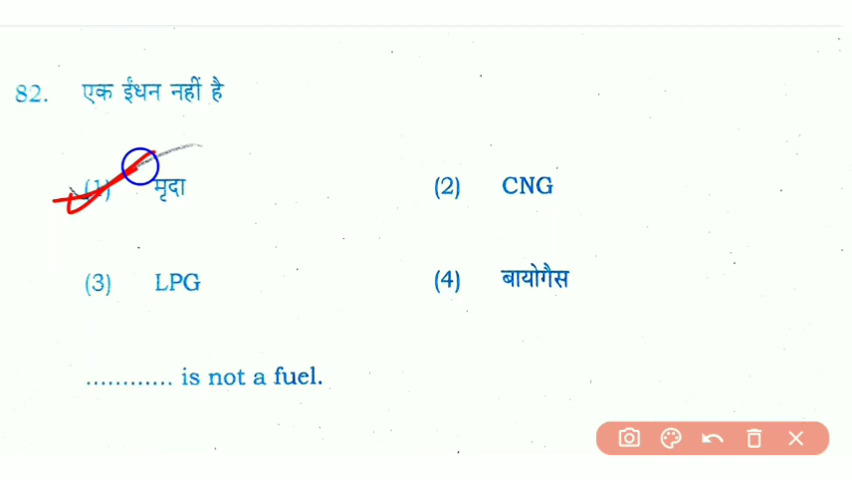 82. एक ईंधन नहीं है
(1) मृदा (2) CNG
(3) LPG (4) बायोगैस
............ is not a fuel.